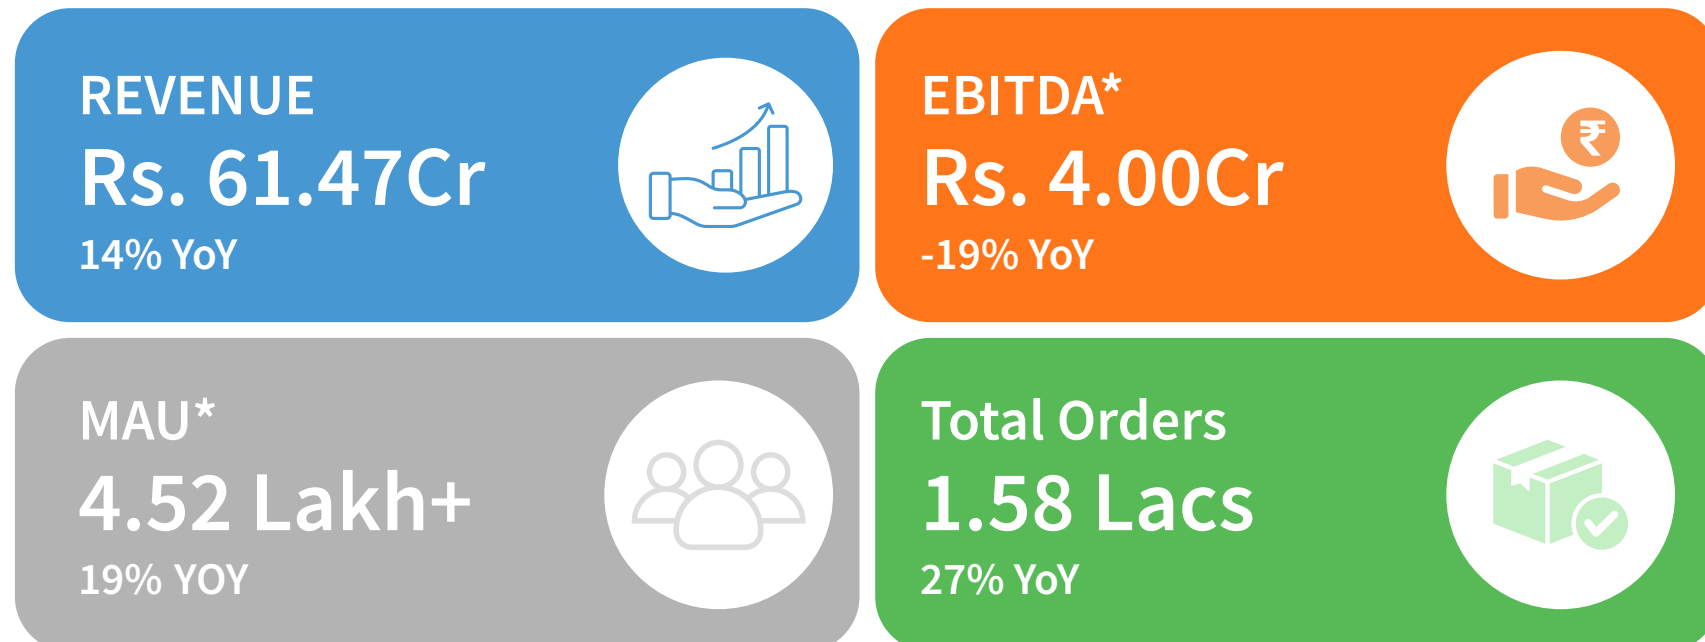 REVENUE
Rs. 61.47Cr
14% YoY
EBITDA*
Rs. 4.00Cr
-19% YoY
₹
MAU*
4.52 Lakh+
19% YOY
Total Orders
1.58 Lacs
27% YoY